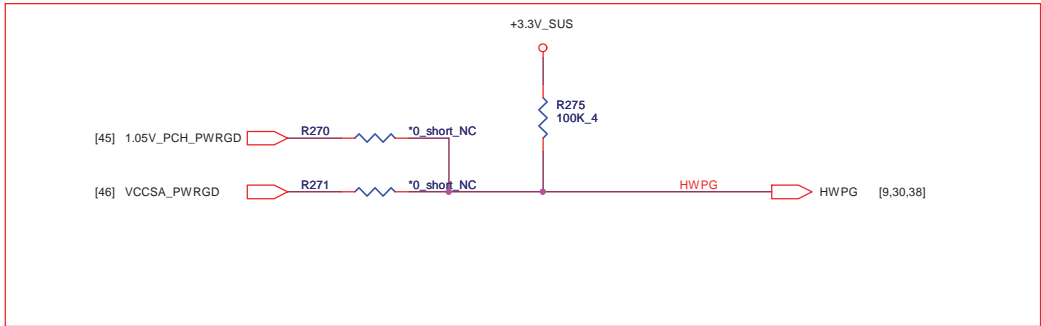 +3.3V_SUS
R275
100K_4
[45] 1.05V_PCH_PWRGD R270 *0_short_NC
[46] VCCSA_PWRGD R271 *0_short_NC HWPG HWPG [9,30,38]